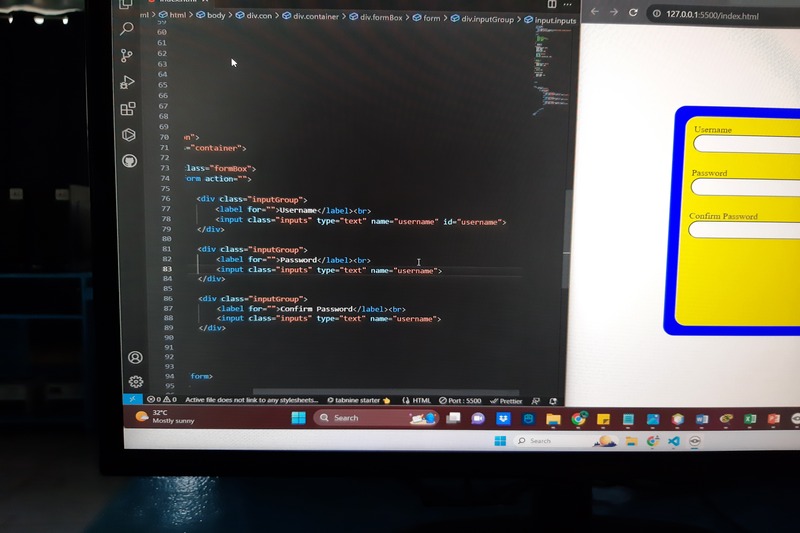 html > body > div.con > div.container > div.formBox > form > div.inputGroup > input.inputs
127.0.0.1:5500/index.html
60
61
62
63
64
65
66
67
68
69
70 n">
71 ="container">
72
73 lass="formBox">
74 orm action="">
75
76 <div class="inputGroup">
77 <label for="">Username</label><br>
78 <input class="inputs" type="text" name="username" id="username">
79 </div>
80
81 <div class="inputGroup">
82 <label for="">Password</label><br>
83 <input class="inputs" type="text" name="username">
84 </div>
85
86 <div class="inputGroup">
87 <label for="">Confirm Password</label><br>
88 <input class="inputs" type="text" name="username">
89 </div>
90
91
92
93
94 form>
95
Username
Password
Confirm Password
0 0 Active file does not link to any stylesheets... tabnine starter HTML Port : 5500 Prettier
32°C
Mostly sunny
Search
Search